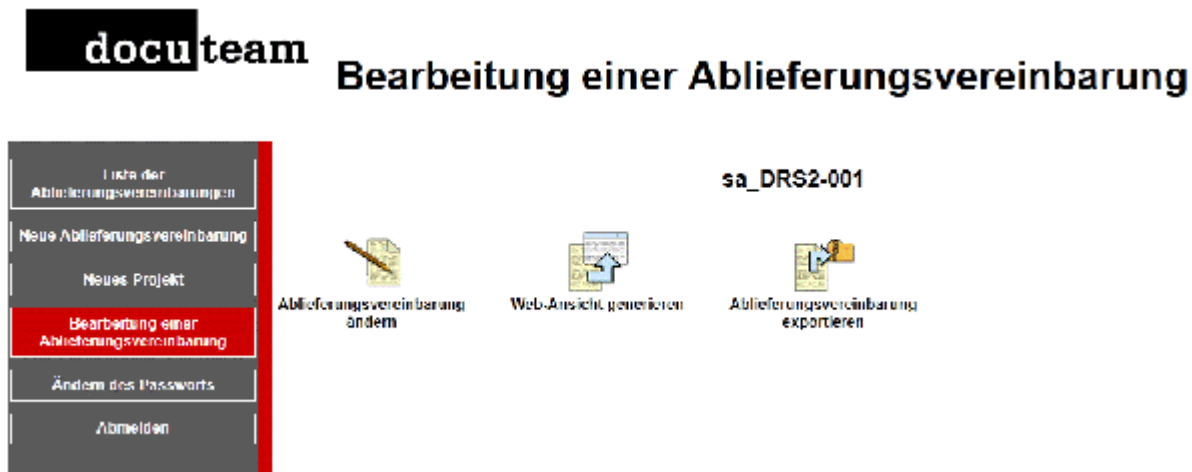 docuteam
Bearbeitung einer Ablieferungsvereinbarung
Liste der
Ablieferungsvereinbarungen
Neue Ablieferungsvereinbarung
Neues Projekt
Bearbeitung einer
Ablieferungsvereinbarung
Ändern des Passworts
Abmelden
sa_DRS2-001
Ablieferungsvereinbarung
ändern
Web-Ansicht generieren
Ablieferungsvereinbarung
exportieren